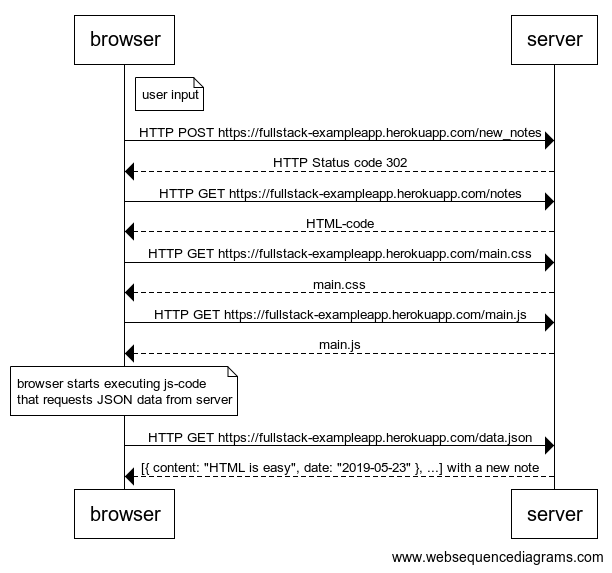 browser
server
user input
HTTP POST https://fullstack-exampleapp.herokuapp.com/new_notes
HTTP Status code 302
HTTP GET https://fullstack-exampleapp.herokuapp.com/notes
HTML-code
HTTP GET https://fullstack-exampleapp.herokuapp.com/main.css
main.css
HTTP GET https://fullstack-exampleapp.herokuapp.com/main.js
main.js
browser starts executing js-code
that requests JSON data from server
HTTP GET https://fullstack-exampleapp.herokuapp.com/data.json
[{ content: "HTML is easy", date: "2019-05-23" }, ...] with a new note
browser
server
www.websequencediagrams.com